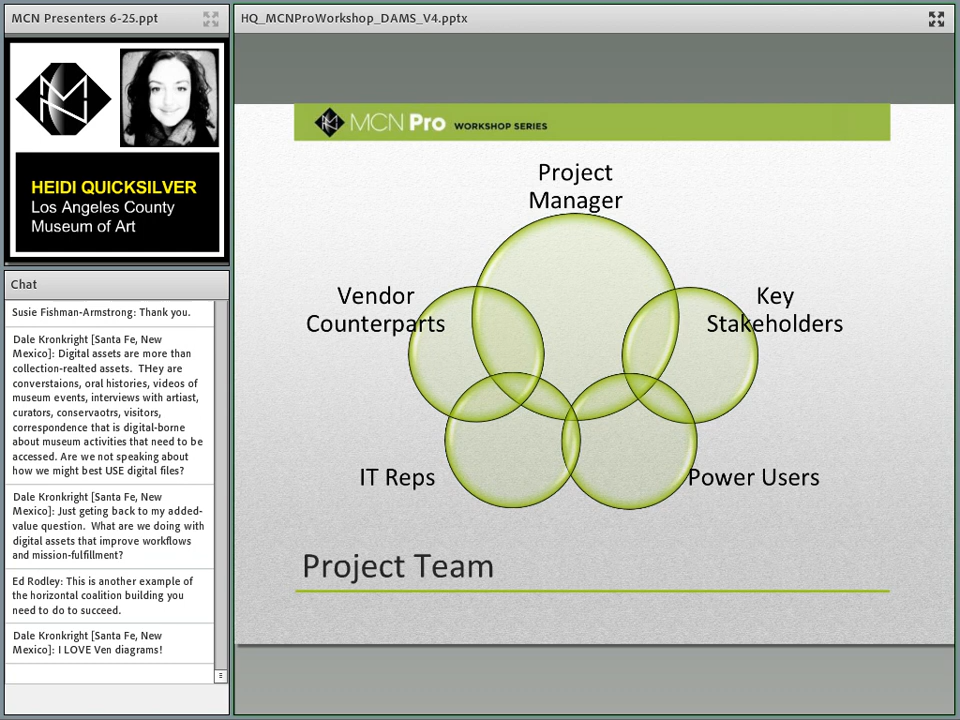 MCN Presenters 6-25.ppt
HEIDI QUICKSILVER
Los Angeles County
Museum of Art
Chat
Susie Fishman-Armstrong: Thank you.
Dale Kronkright [Santa Fe, New
Mexico]: Digital assets are more than
collection-realted assets.  THey are
converstaions, oral histories, videos of
museum events, interviews with artiast,
curators, conservaotrs, visitors,
correspondence that is digital-borne
about museum activities that need to be
accessed. Are we not speaking about
how we might best USE digital files?
Dale Kronkright [Santa Fe, New
Mexico]: Just geting back to my added-
value question.  What are we doing with
digital assets that improve workflows
and mission-fulfillment?
Ed Rodley: This is another example of
the horizontal coalition building you
need to do to succeed.
Dale Kronkright [Santa Fe, New
Mexico]: I LOVE Ven diagrams!
HQ_MCNProWorkshop_DAMS_V4.pptx
MCN Pro WORKSHOP SERIES
Project
Manager
Vendor
Counterparts
Key
Stakeholders
IT Reps
Power Users
Project Team